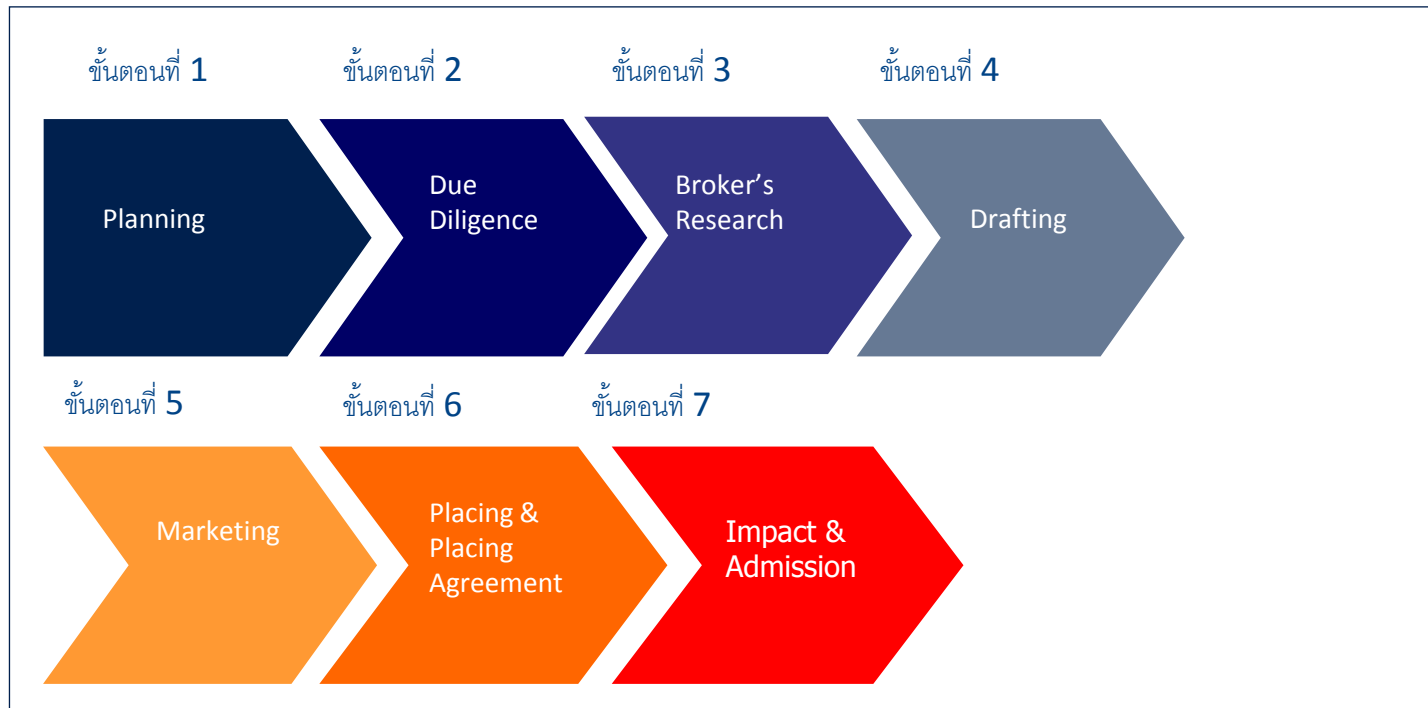 ขั้นตอนที่ 1
ขั้นตอนที่ 2
ขั้นตอนที่ 3
ขั้นตอนที่ 4
Planning
Due
Diligence
Broker’s
Research
Drafting
ขั้นตอนที่ 5
ขั้นตอนที่ 6
ขั้นตอนที่ 7
Marketing
Placing &
Placing
Agreement
Impact &
Admission